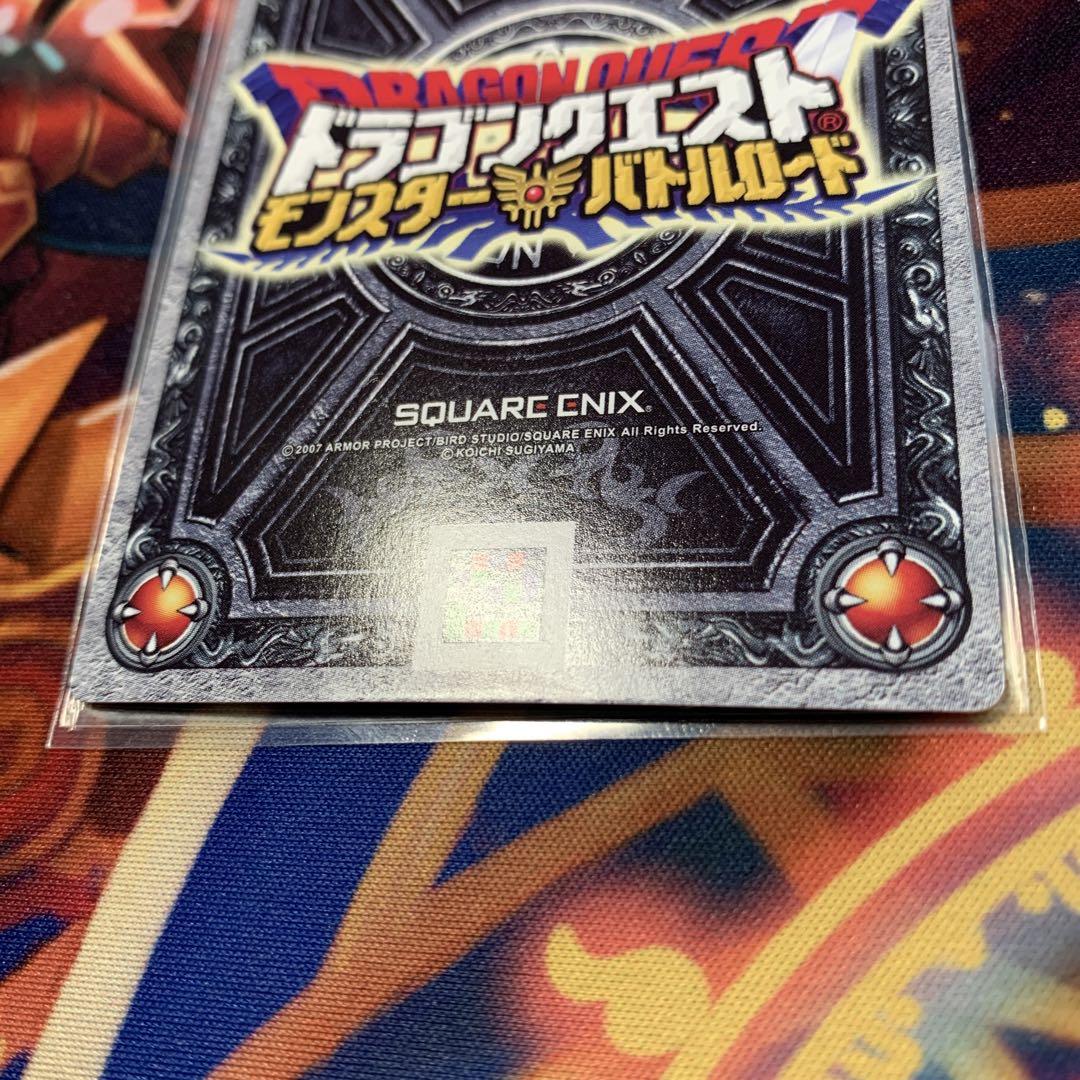 DRAGON QUEST
ドラゴンクエスト®
モンスター バトルロード
SQUARE ENIX®
©2007 ARMOR PROJECT/BIRD STUDIO/SQUARE ENIX All Rights Reserved.
©KOICHI SUGIYAMA